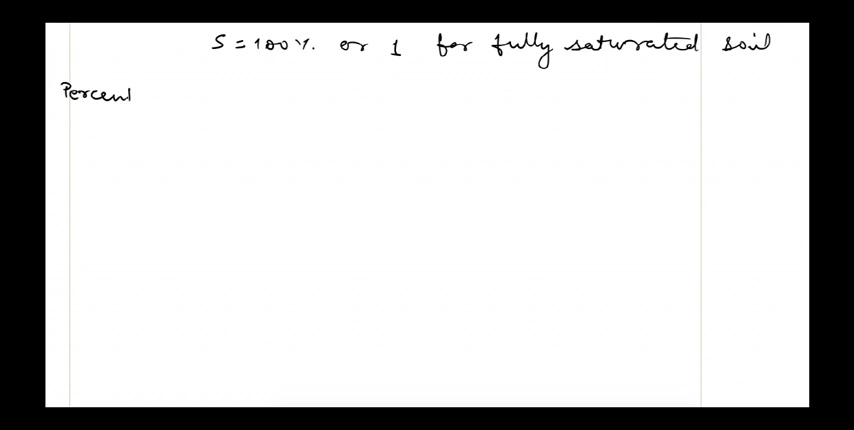 S = 100%. or 1 for fully saturated soil
Percent